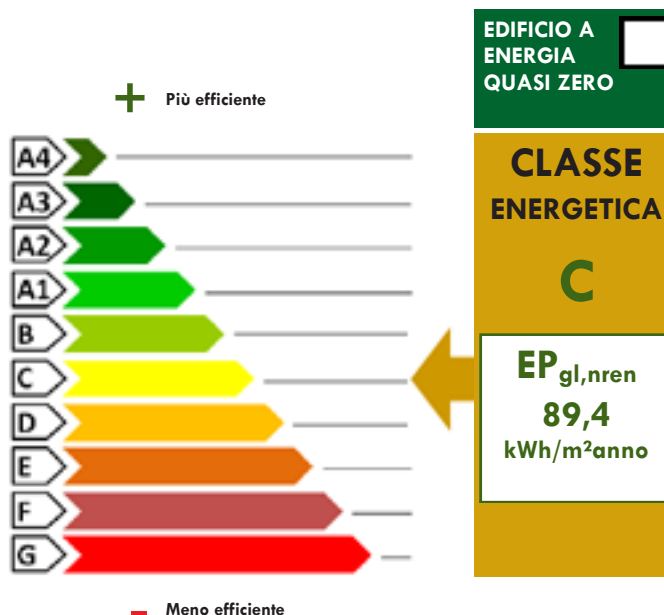 EDIFICIO A
ENERGIA
QUASI ZERO
+ Più efficiente
A4
A3
A2
A1
B
C
D
E
F
G
- Meno efficiente
CLASSE
ENERGETICA
C
EPgl,nren
89,4
kWh/m²anno